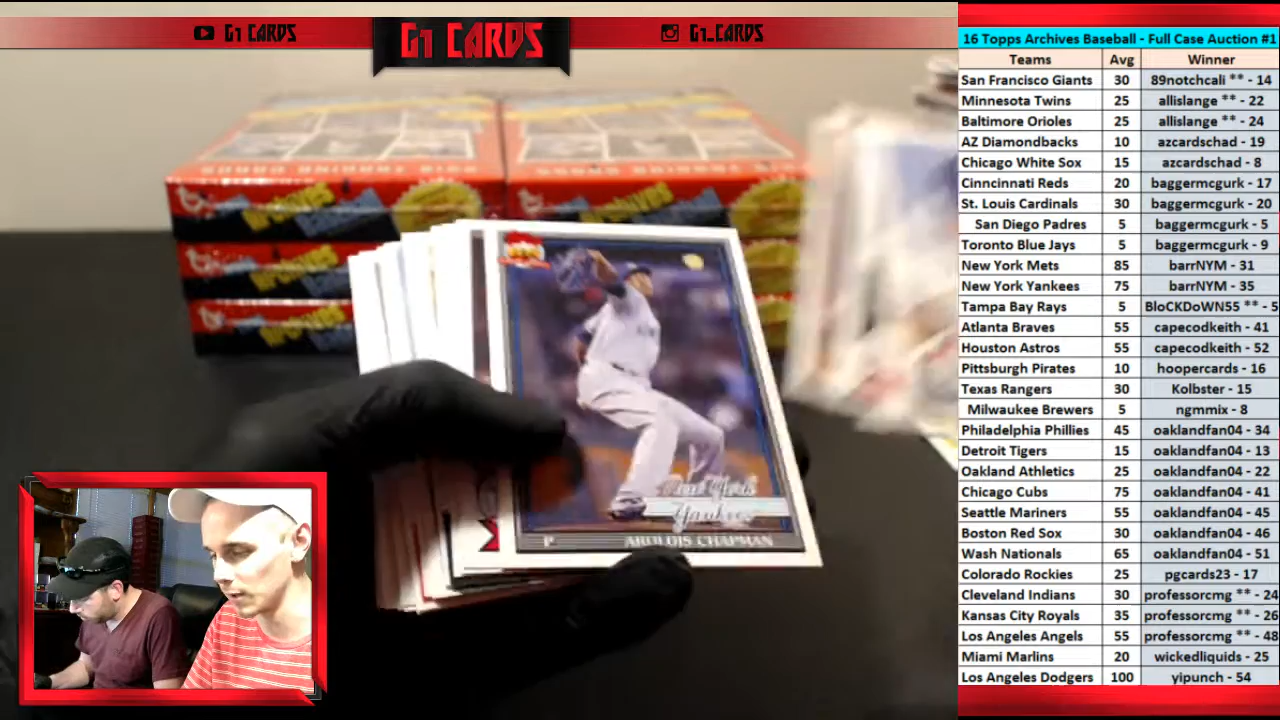 G1 CARDS
G1 CARDS
G1_CARDS
16 Topps Archives Baseball - Full Case Auction #1
Teams Avg Winner
San Francisco Giants 30 89notchcali ** - 14
Minnesota Twins 25 allislange ** - 22
Baltimore Orioles 25 allislange ** - 24
AZ Diamondbacks 10 azcardschad - 19
Chicago White Sox 15 azcardschad - 8
Cinncinnati Reds 20 baggermcgurk - 17
St. Louis Cardinals 30 baggermcgurk - 20
San Diego Padres 5 baggermcgurk - 5
Toronto Blue Jays 5 baggermcgurk - 9
New York Mets 85 barrNYM - 31
New York Yankees 75 barrNYM - 35
Tampa Bay Rays 5 BloCKDoWN55 ** - 5
Atlanta Braves 55 capecodkeith - 41
Houston Astros 55 capecodkeith - 52
Pittsburgh Pirates 10 hoopercards - 16
Texas Rangers 30 Kolbster - 15
Milwaukee Brewers 5 ngmmix - 8
Philadelphia Phillies 45 oaklandfan04 - 34
Detroit Tigers 15 oaklandfan04 - 13
Oakland Athletics 25 oaklandfan04 - 22
Chicago Cubs 75 oaklandfan04 - 41
Seattle Mariners 55 oaklandfan04 - 45
Boston Red Sox 30 oaklandfan04 - 46
Wash Nationals 65 oaklandfan04 - 51
Colorado Rockies 25 pgcards23 - 17
Cleveland Indians 30 professorcmg ** - 24
Kansas City Royals 35 professorcmg ** - 26
Los Angeles Angels 55 professorcmg ** - 48
Miami Marlins 20 wickedliquids - 25
Los Angeles Dodgers 100 yipunch - 54
New York
Yankees
P AROLDIS CHAPMAN